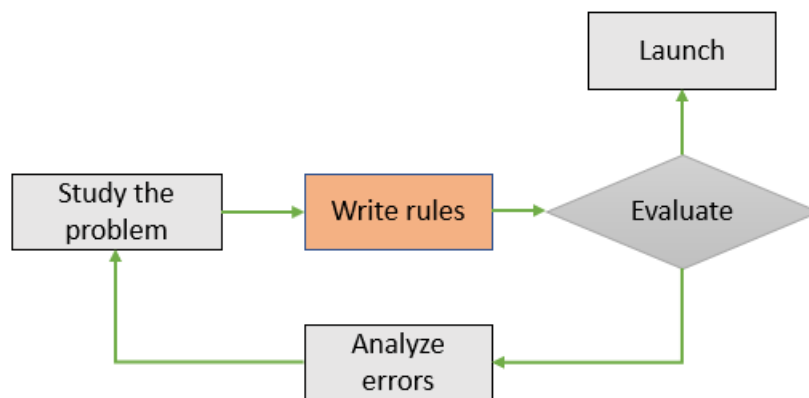 Launch
Study the
problem
Write rules
Evaluate
Analyze
errors